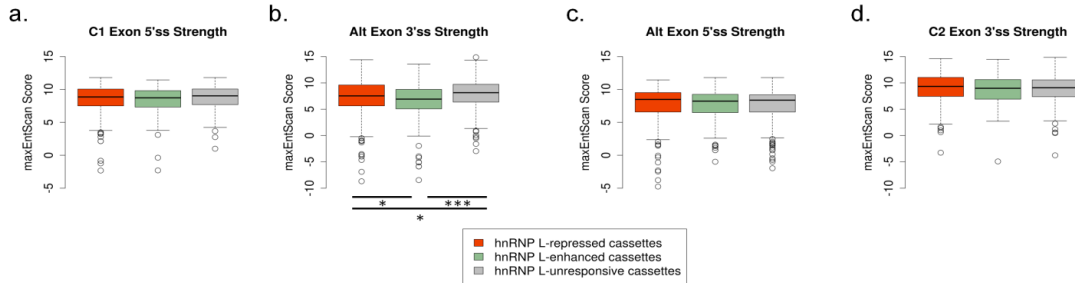 a.
C1 Exon 5'ss Strength
maxEntScan Score
15
10
5
0
-5
b.
Alt Exon 3'ss Strength
maxEntScan Score
15
10
5
0
-5
-10
*
***
*
c.
Alt Exon 5'ss Strength
maxEntScan Score
15
10
5
0
-5
d.
C2 Exon 3'ss Strength
maxEntScan Score
15
10
5
0
-5
-10
hnRNP L-repressed cassettes
hnRNP L-enhanced cassettes
hnRNP L-unresponsive cassettes